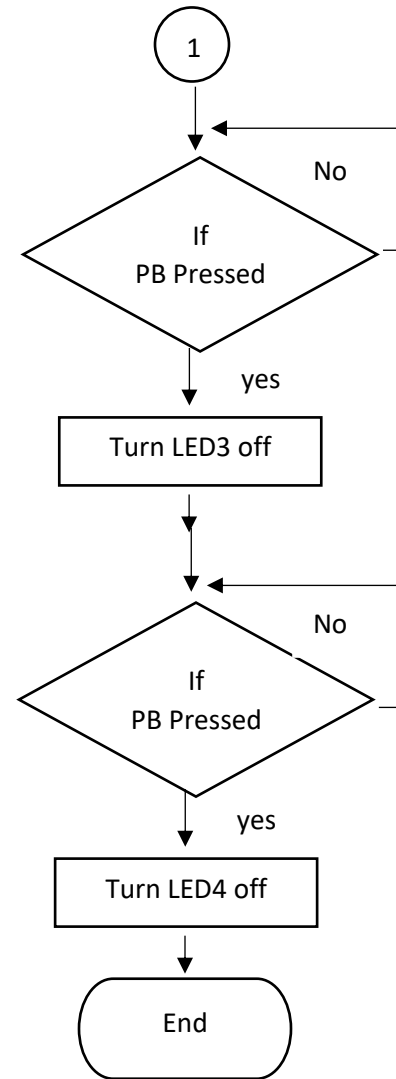 1
No
If
PB Pressed
yes
Turn LED3 off
No
If
PB Pressed
yes
Turn LED4 off
End